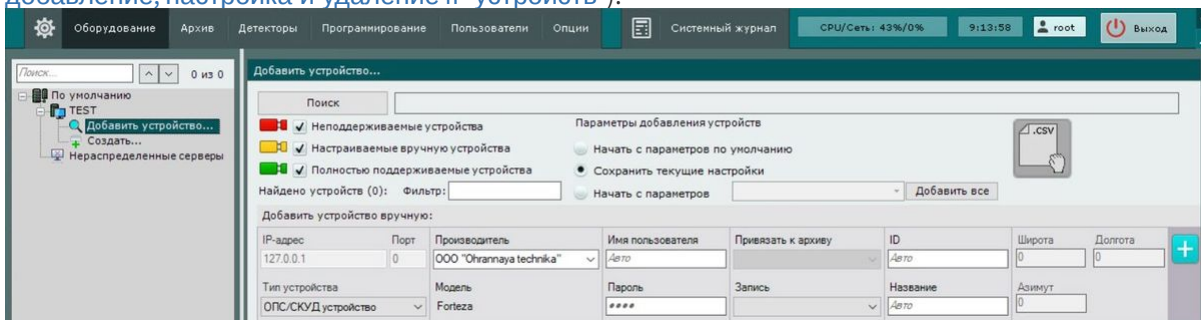 добавление, настройка и удаление IP устройств").
Оборудование Архив Детекторы Программирование Пользователи Опции Системный журнал CPU/Сеть: 43%/0% 9:13:58 root Выход
Поиск... 0 из 0
Добавить устройство...
По умолчанию
TEST
Добавить устройство...
Создать...
Нераспределенные серверы
Поиск
Неподдерживаемые устройства
Настраиваемые вручную устройства
Полностью поддерживаемые устройства
Параметры добавления устройств
Начать с параметров по умолчанию
Сохранить текущие настройки
Начать с параметров
Добавить все
.CSV
Найдено устройств (0): Фильтр:
Добавить устройство вручную:
IP-адрес Порт Производитель Имя пользователя Привязать к архиву ID Широта Долгота
127.0.0.1 0 ООО "Ohrannaya technika" Авто Авто 0 0
Тип устройства Модель Пароль Запись Название Азимут
ОПС/СКУД устройство Forteza **** Авто 0